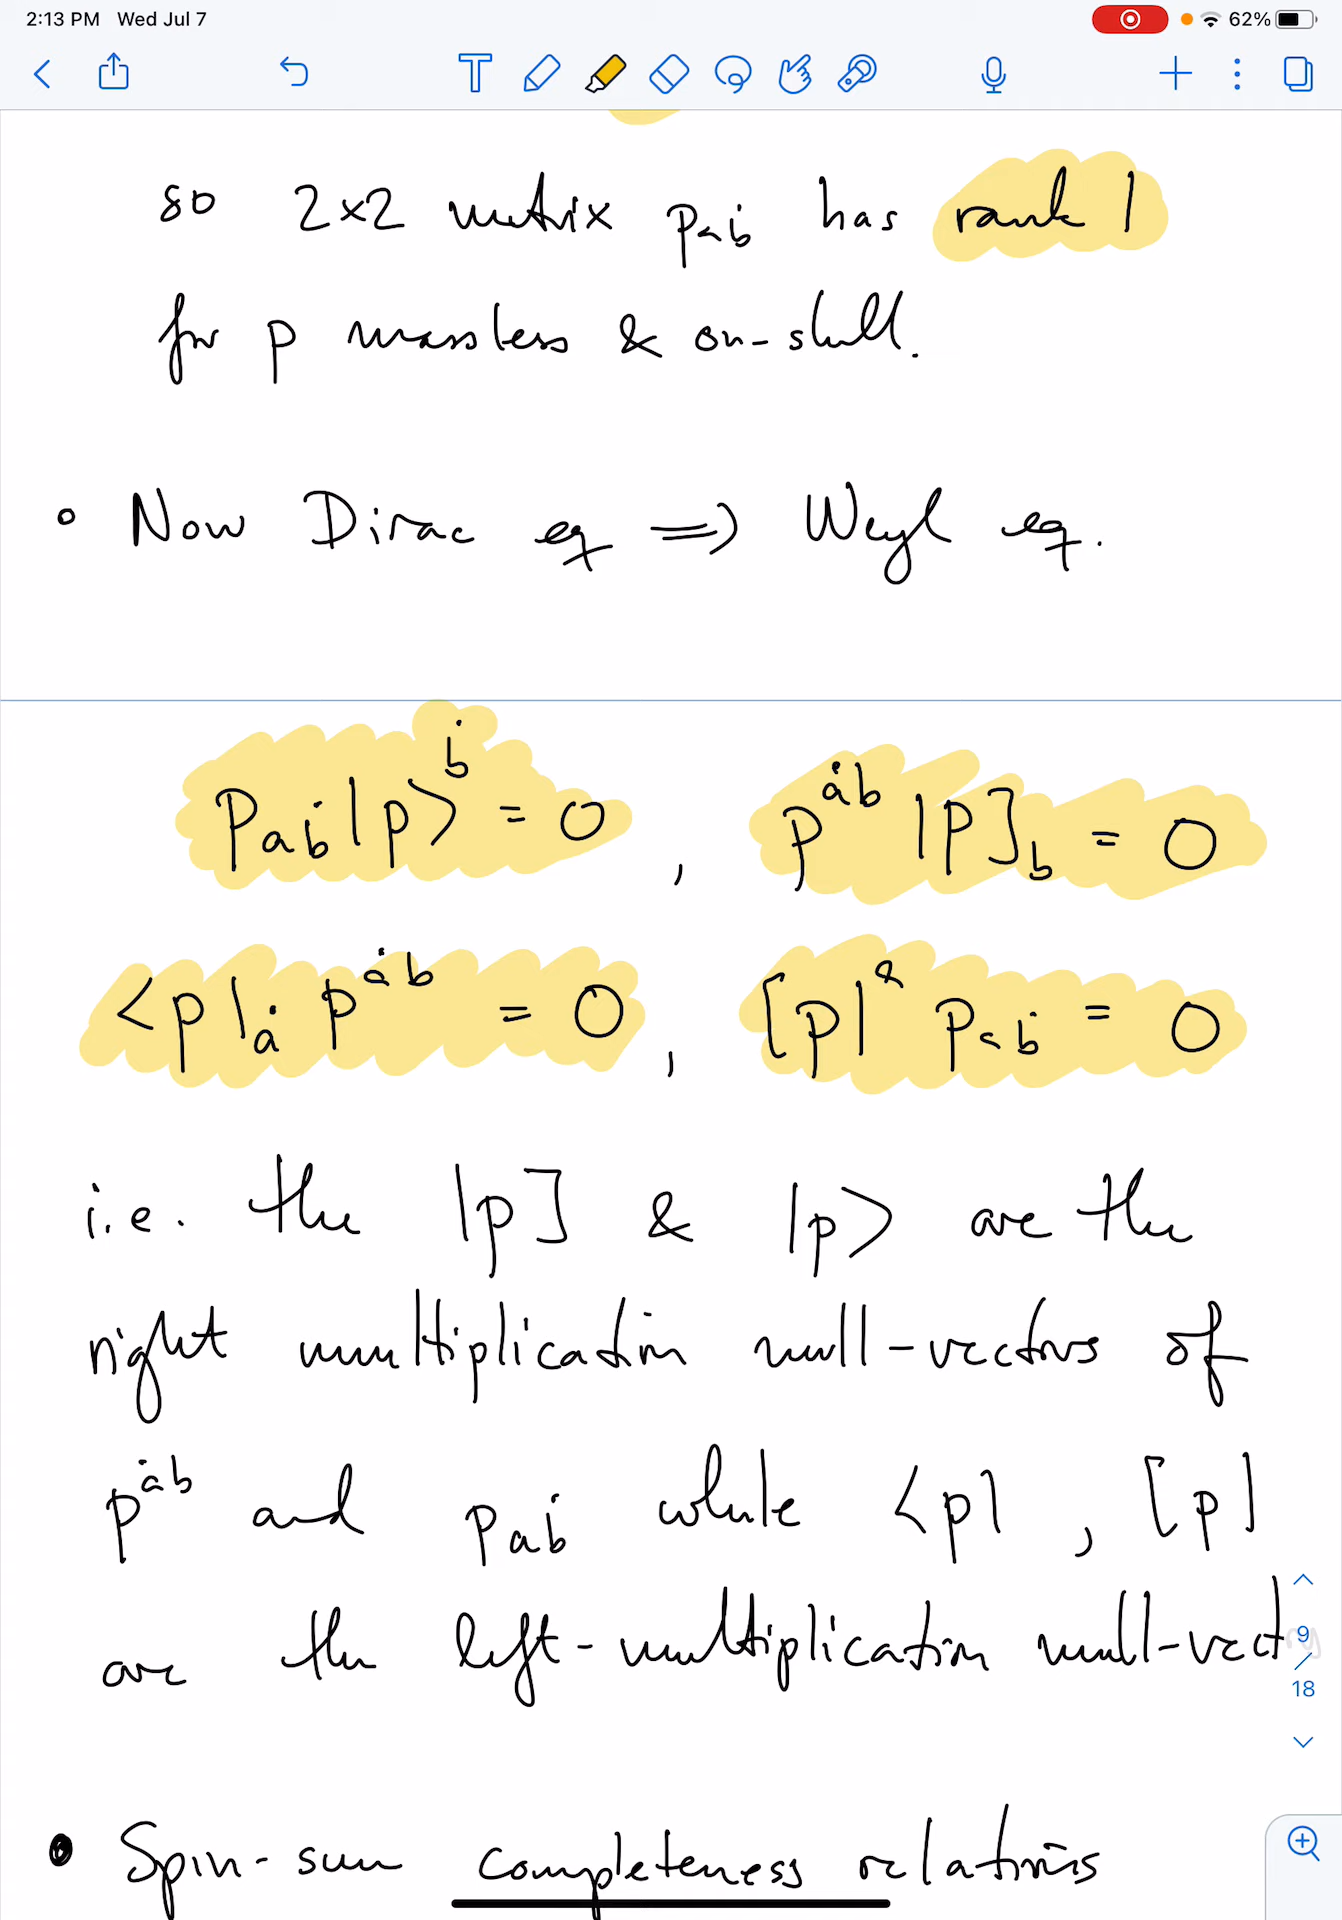 2:13 PM Wed Jul 7
62%
so 2x2 matrix p_{aḃ} has rank 1
for p massless & on-shell.
∘ Now Dirac eq ⟹ Weyl eq.
p_{aḃ}|p⟩^{ḃ} = 0 , p^{ȧb}|p]_b = 0
⟨p|_{ȧ} p^{ȧb} = 0 , [p|^a p_{aḃ} = 0
i.e. the |p] & |p⟩ are the
right multiplication null-vectors of
p^{ȧb} and p_{aḃ} while ⟨p| , [p|
are the left-multiplication null-vect
9
/
18
• Spin-sum completeness relations